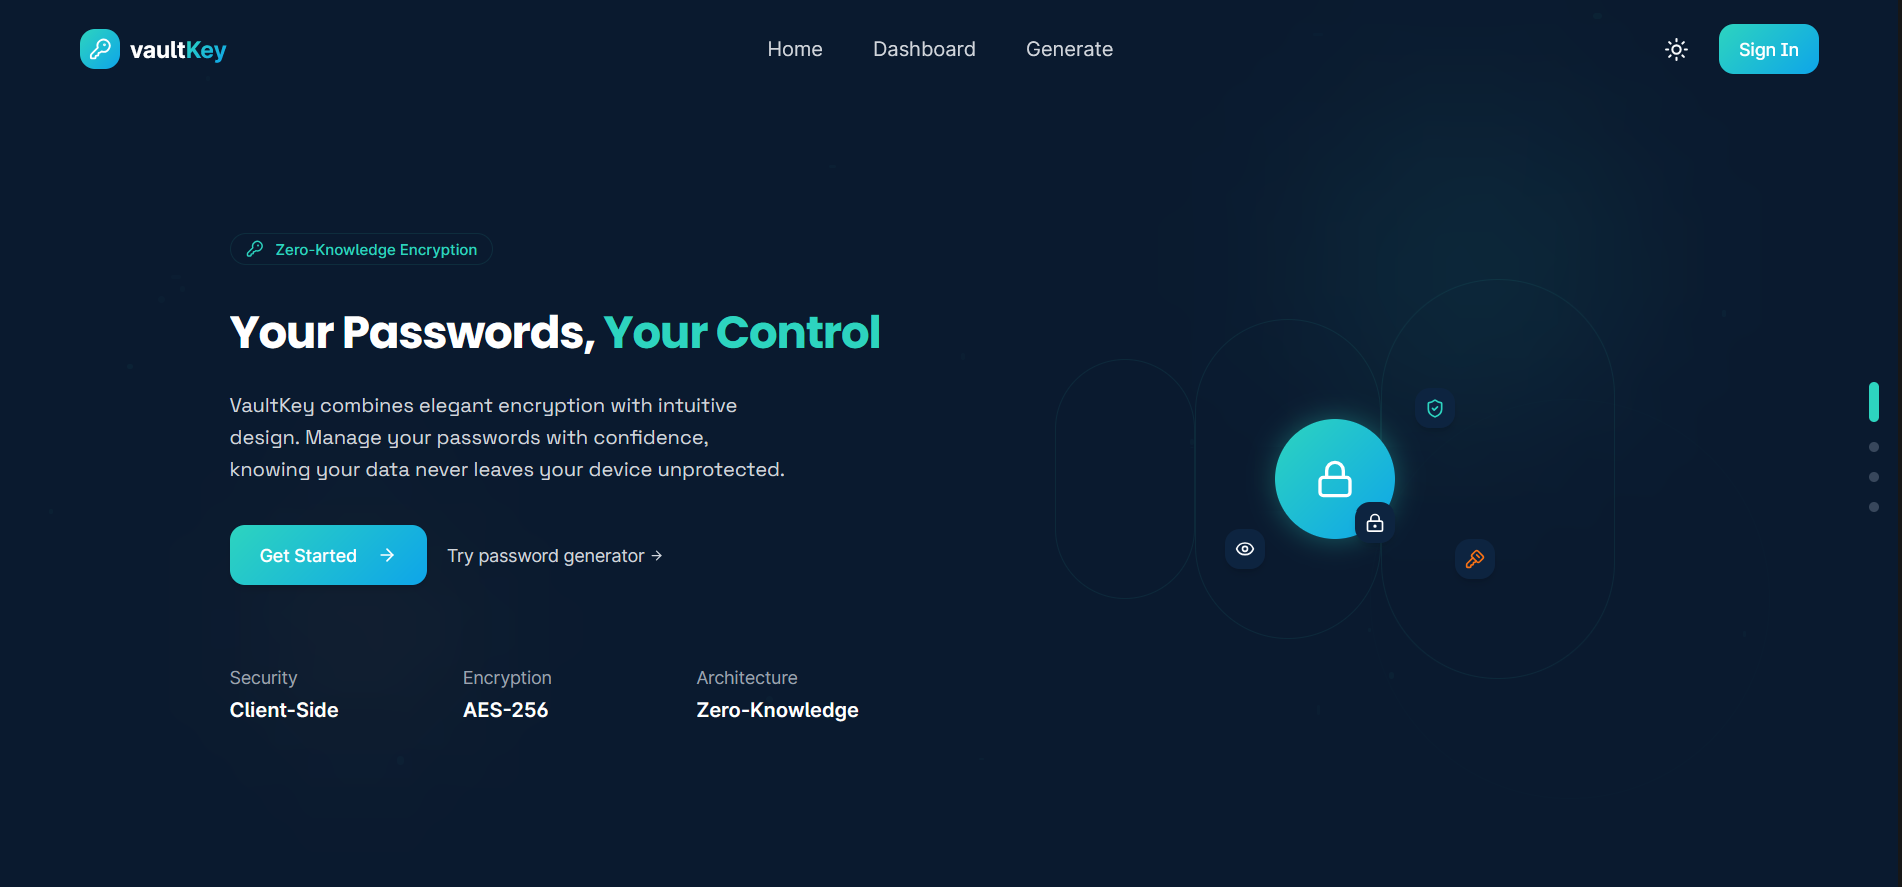 vaultKey
Home
Dashboard
Generate
Sign In
Zero-Knowledge Encryption
Your Passwords, Your Control
VaultKey combines elegant encryption with intuitive
design. Manage your passwords with confidence,
knowing your data never leaves your device unprotected.
Get Started →
Try password generator →
Security
Client-Side
Encryption
AES-256
Architecture
Zero-Knowledge